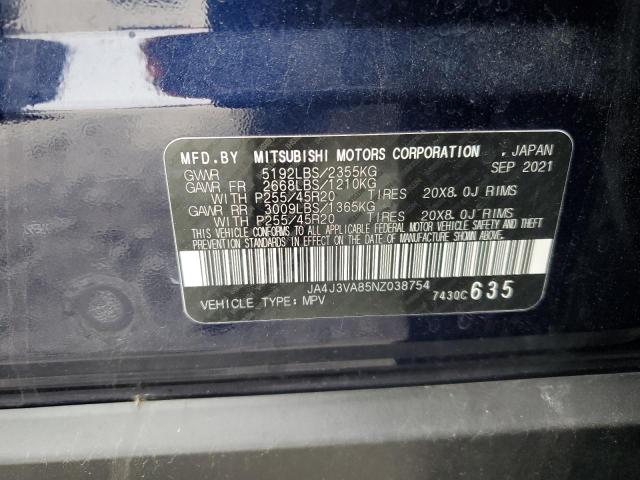 MFD.BY MITSUBISHI MOTORS CORPORATION , JAPAN
GVWR 5192LBS/2355KG SEP 2021
GAWR FR 2668LBS/1210KG
WITH P255/45R20 TIRES 20X8.0J RIMS
GAWR RR 3009LBS/1365KG
WITH P255/45R20 TIRES 20X8.0J RIMS
THIS VEHICLE CONFORMS TO ALL APPLICABLE FEDERAL MOTOR VEHICLE SAFETY AND THEFT
PREVENTION STANDARDS IN EFFECT ON THE DATE OF MANUFACTURE SHOWN ABOVE.
JA4J3VA85NZ038754
VEHICLE TYPE: MPV 7430C635